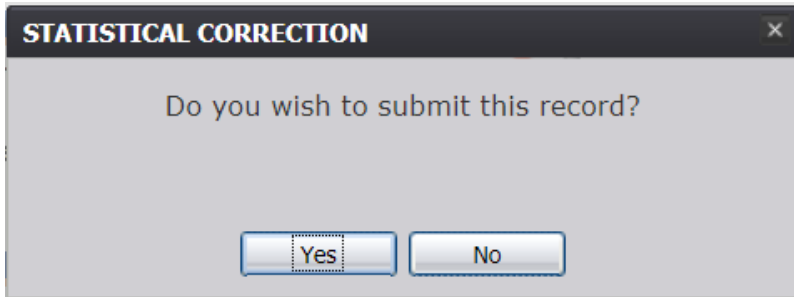 STATISTICAL CORRECTION
Do you wish to submit this record?
Yes
No